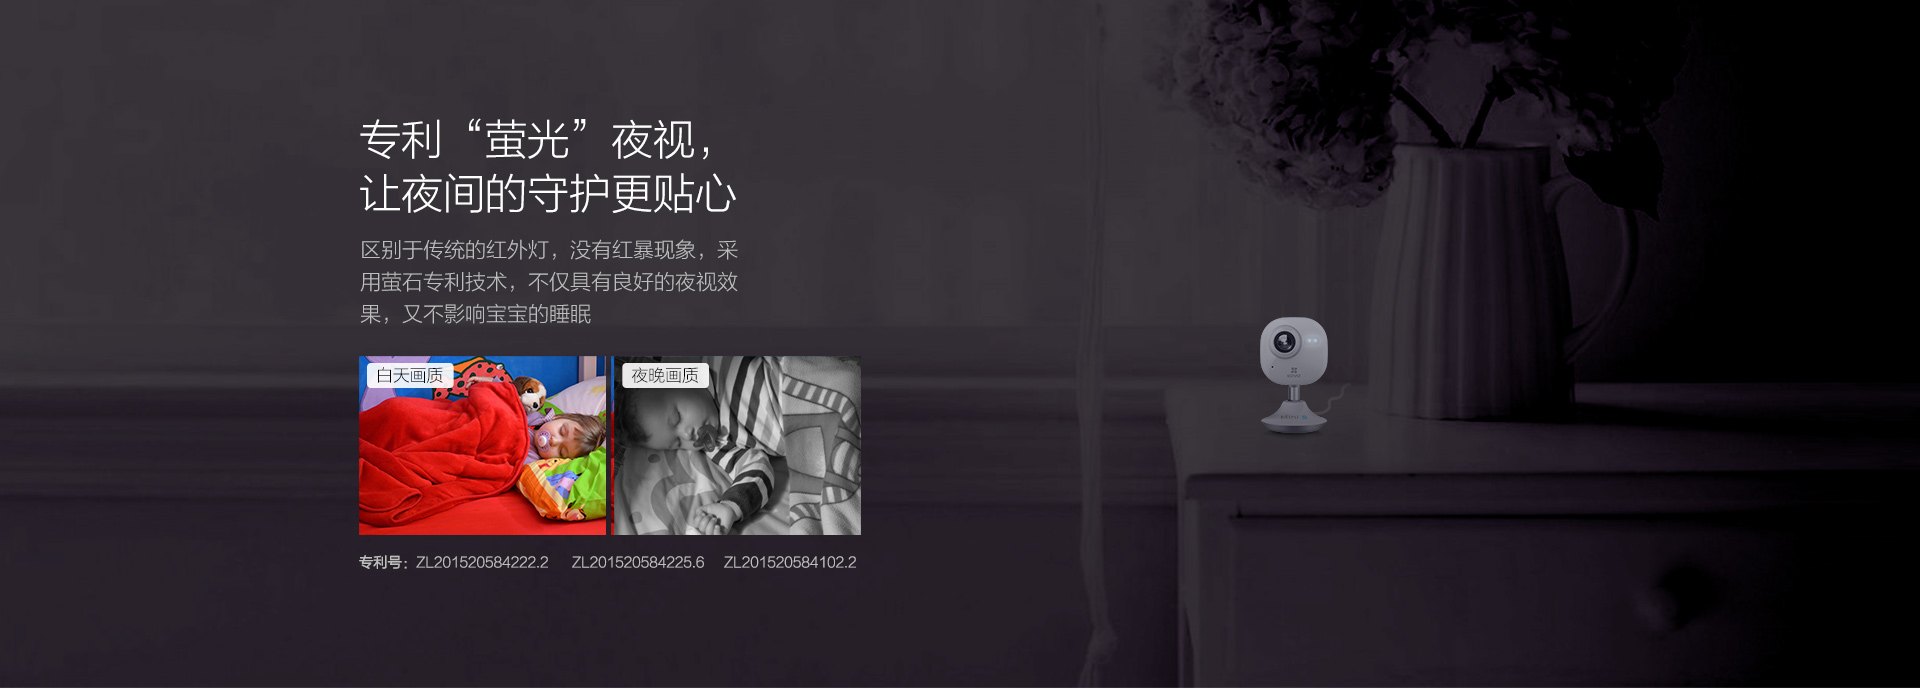 专利“萤光”夜视，
让夜间的守护更贴心
区别于传统的红外灯，没有红暴现象，采
用萤石专利技术，不仅具有良好的夜视效
果，又不影响宝宝的睡眠
白天画质
夜晚画质
专利号：ZL201520584222.2 ZL201520584225.6 ZL201520584102.2